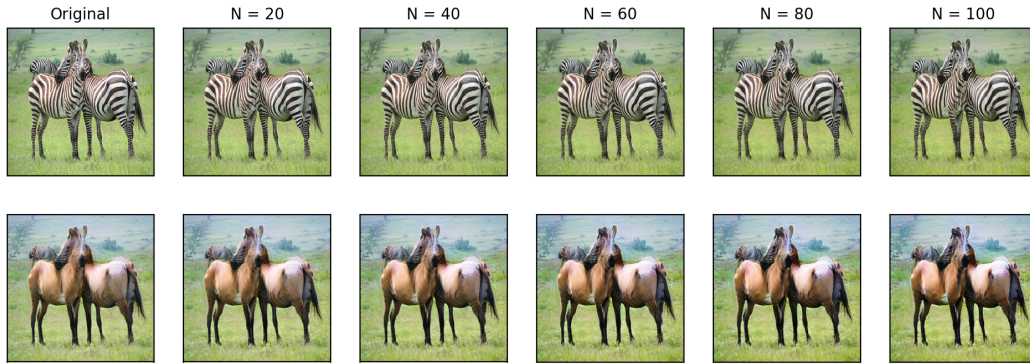 Original N = 20 N = 40 N = 60 N = 80 N = 100